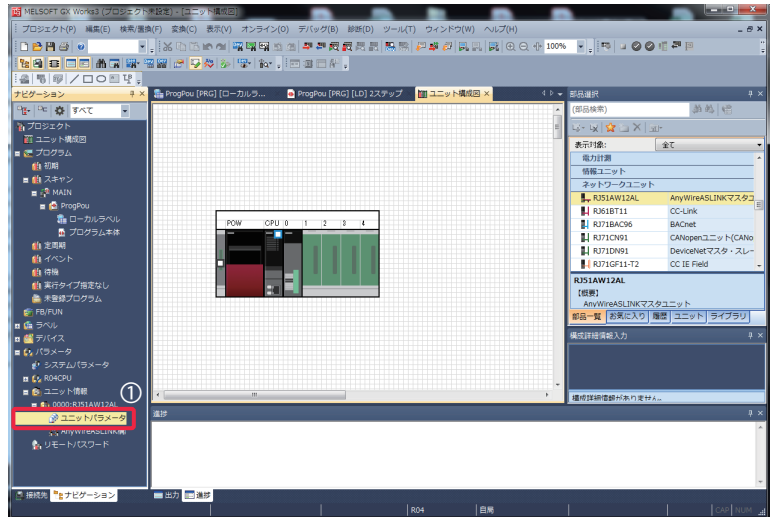 MELSOFT GX Works3 (プロジェクト未設定) - [ユニット構成図]
プロジェクト(P) 編集(E) 検索/置換(F) 変換(C) 表示(V) オンライン(O) デバッグ(B) 診断(D) ツール(T) ウィンドウ(W) ヘルプ(H)
100%
ナビゲーション
すべて
プロジェクト
ユニット構成図
プログラム
初期
スキャン
MAIN
ProgPou
ローカルラベル
プログラム本体
定周期
イベント
待機
実行タイプ指定なし
未登録プログラム
FB/FUN
ラベル
デバイス
パラメータ
システムパラメータ
R04CPU
ユニット情報
①
0000:RJ51AW12AL
ユニットパラメータ
AnyWireASLINK構
リモートパスワード
接続先 ナビゲーション
ProgPou [PRG] [ローカルラ... ProgPou [PRG] [LD] 2ステップ ユニット構成図
POW CPU 0 1 2 3 4
部品選択
(部品検索)
表示対象: 全て
電力計測
情報ユニット
ネットワークユニット
RJ51AW12AL AnyWireASLINKマスタユ
RJ61BT11 CC-Link
RJ71BAC96 BACnet
RJ71CN91 CANopenユニット(CANo
RJ71DN91 DeviceNetマスタ・スレー
RJ71GF11-T2 CC IE Field
RJ51AW12AL
【概要】
AnyWireASLINKマスタユニット
部品一覧 お気に入り 履歴 ユニット ライブラリ
構成詳細情報入力
構成詳細情報がありません。
進捗
出力 進捗
R04 自局 CAP NUM